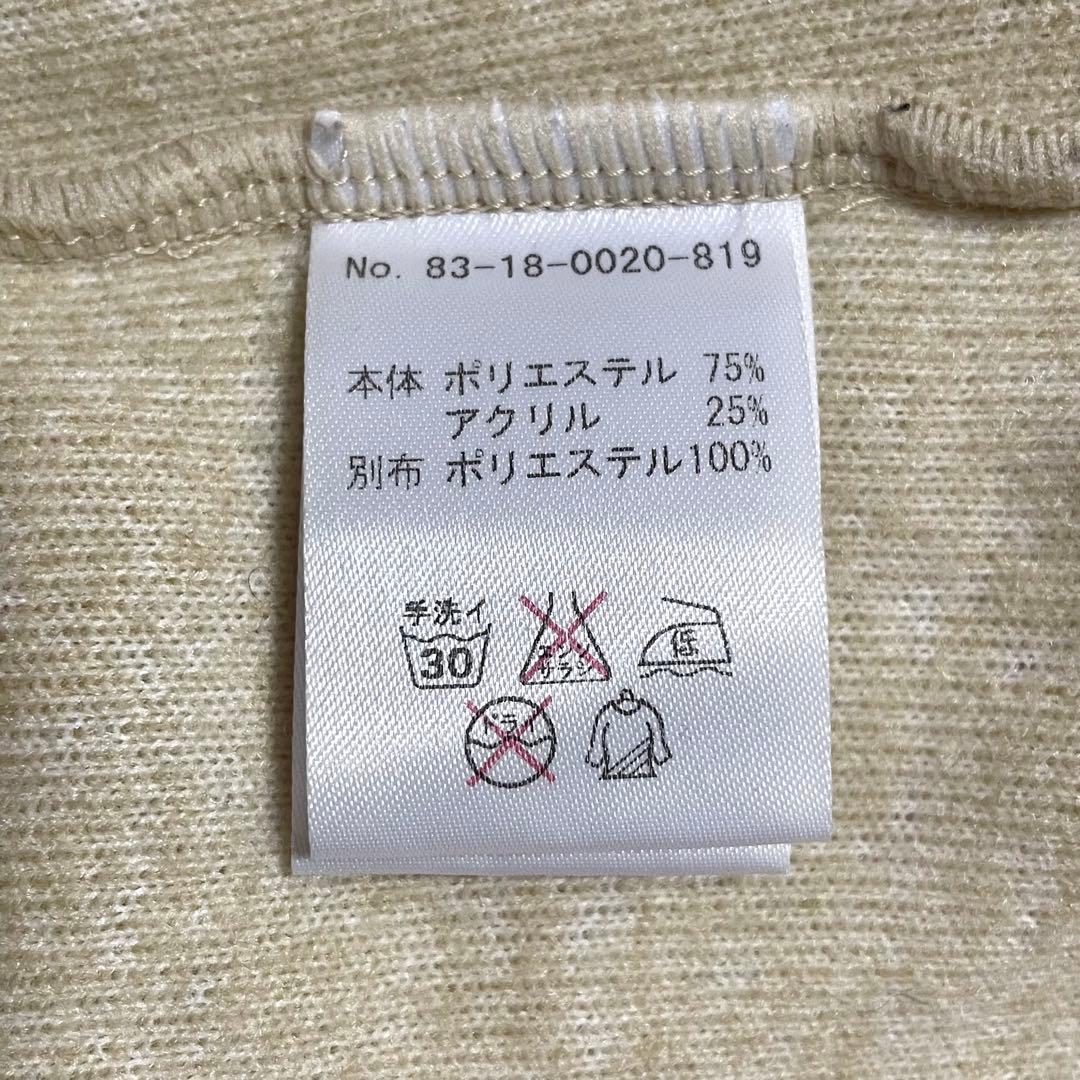 No. 83-18-0020-819
本体 ポリエステル 75%
アクリル 25%
別布 ポリエステル100%
手洗イ
30
エンソ
サラシ
低
ドライ